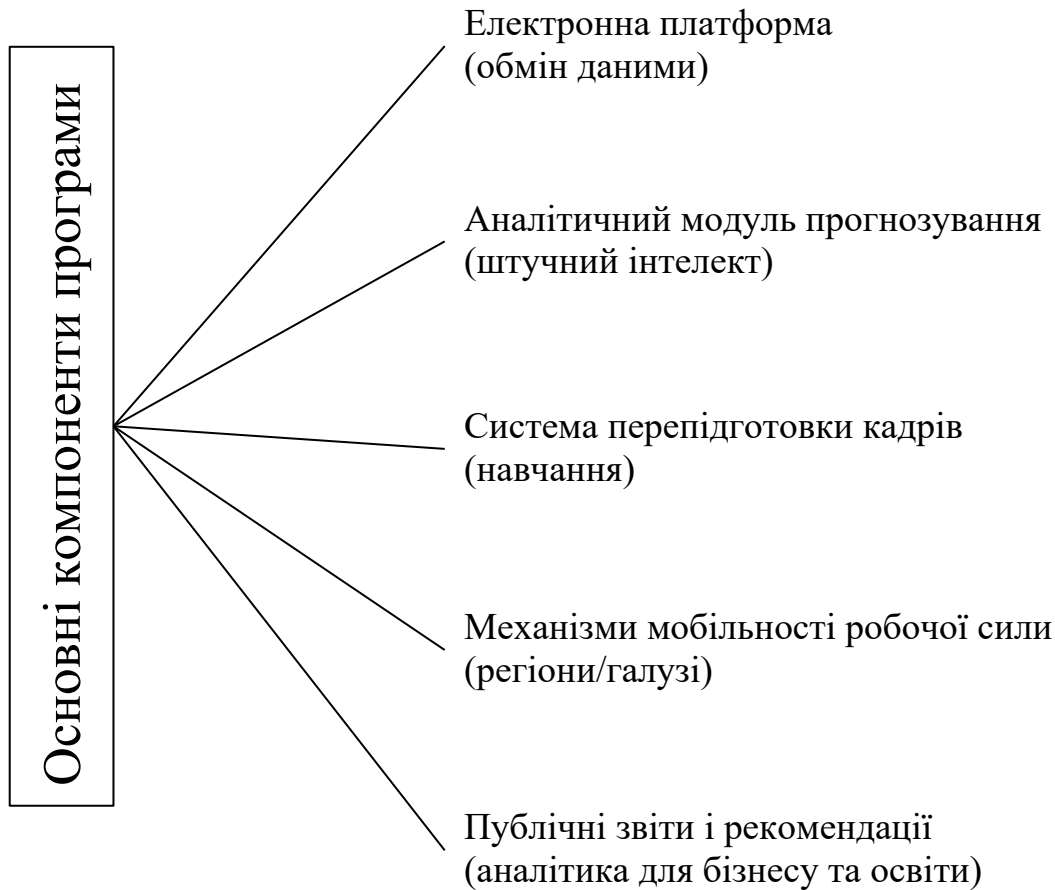 Основні компоненти програми
Електронна платформа
(обмін даними)
Аналітичний модуль прогнозування
(штучний інтелект)
Система перепідготовки кадрів
(навчання)
Механізми мобільності робочої сили
(регіони/галузі)
Публічні звіти і рекомендації
(аналітика для бізнесу та освіти)